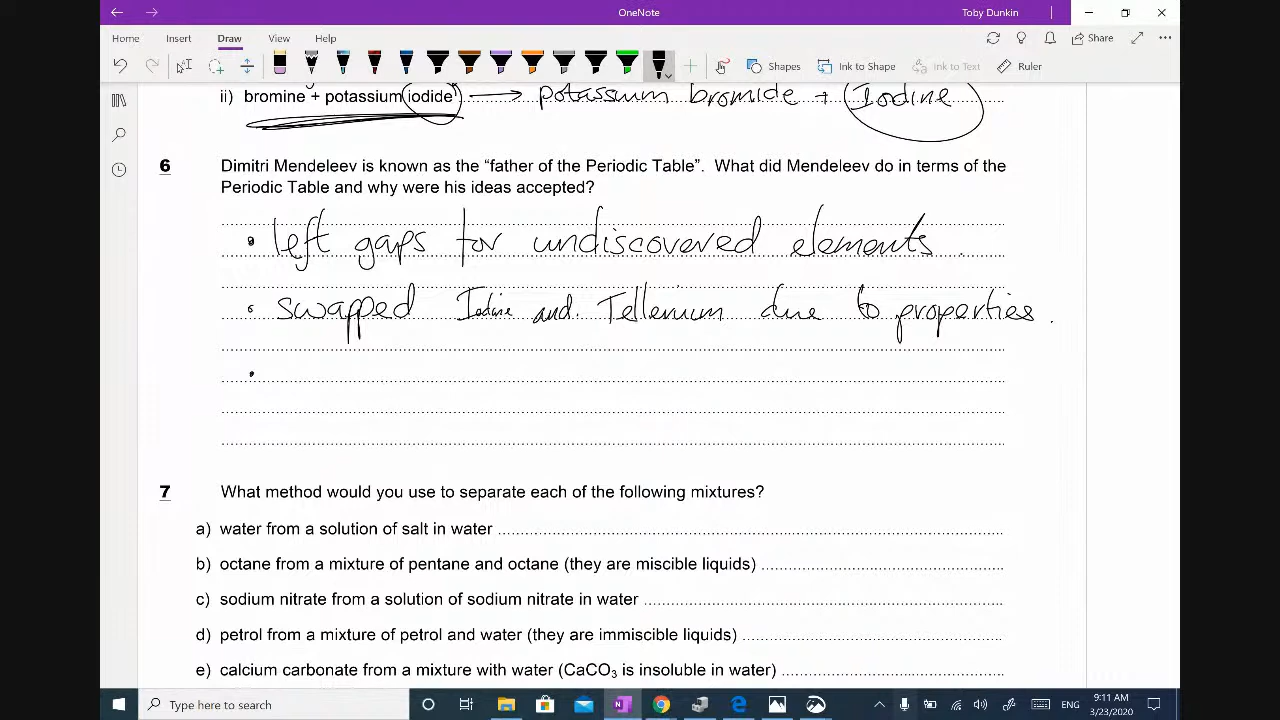 OneNote
Toby Dunkin
Home Insert Draw View Help
Share
Shapes Ink to Shape Ink to Text Ruler
ii) bromine + potassium iodide → potassium bromide + Iodine
6 Dimitri Mendeleev is known as the “father of the Periodic Table”. What did Mendeleev do in terms of the
Periodic Table and why were his ideas accepted?
• left gaps for undiscovered elements.
• swapped Iodine and. Tellenium due to properties.
•
7 What method would you use to separate each of the following mixtures?
a) water from a solution of salt in water
b) octane from a mixture of pentane and octane (they are miscible liquids)
c) sodium nitrate from a solution of sodium nitrate in water
d) petrol from a mixture of petrol and water (they are immiscible liquids)
e) calcium carbonate from a mixture with water (CaCO₃ is insoluble in water)
Type here to search
ENG
9:11 AM
3/23/2020